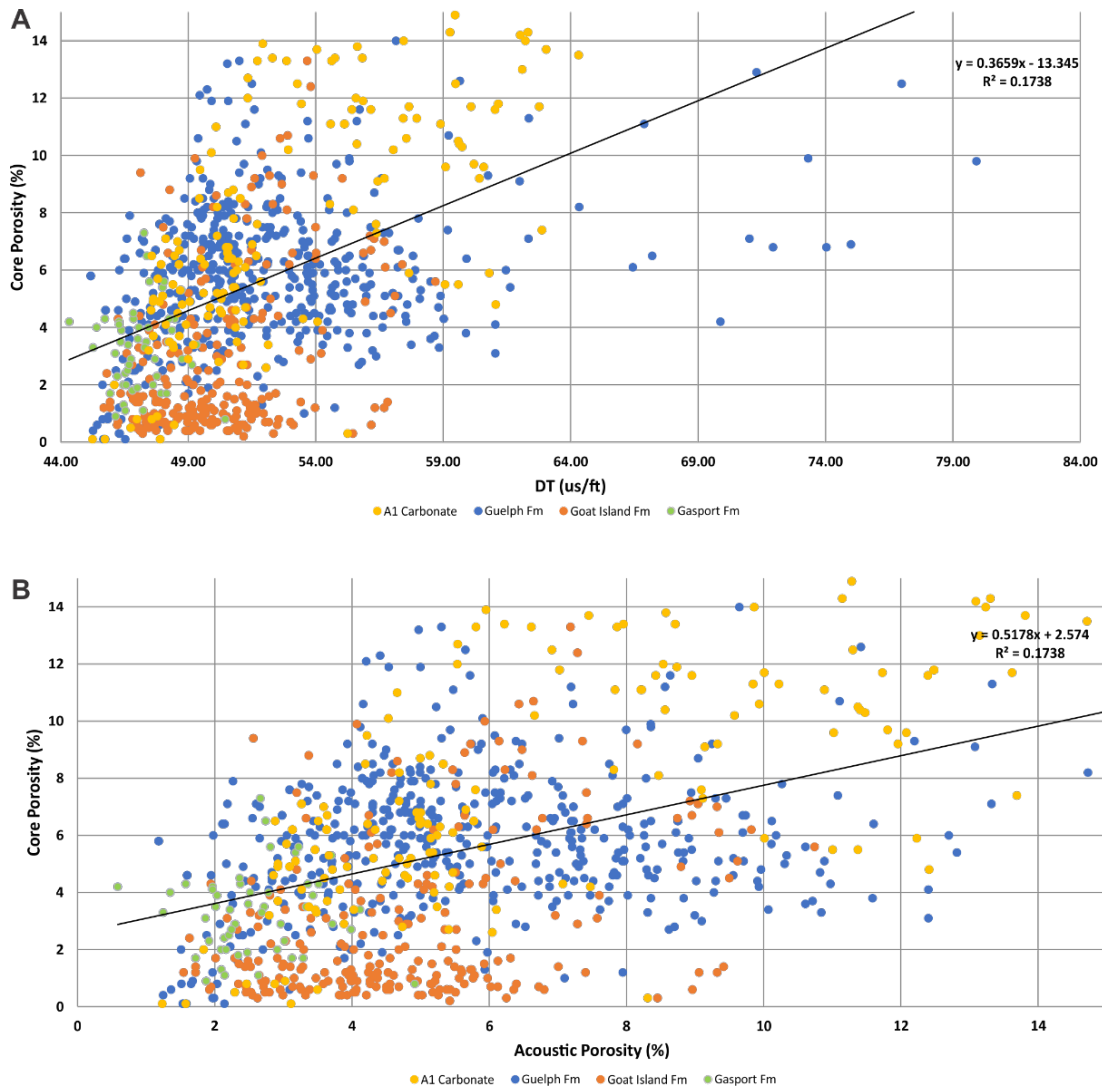 A
Core Porosity (%)
14
12
10
8
6
4
2
0
y = 0.3659x - 13.345
R² = 0.1738
44.00 49.00 54.00 59.00 64.00 69.00 74.00 79.00 84.00
DT (us/ft)
A1 Carbonate Guelph Fm Goat Island Fm Gasport Fm
B
Core Porosity (%)
14
12
10
8
6
4
2
0
y = 0.5178x + 2.574
R² = 0.1738
0 2 4 6 8 10 12 14
Acoustic Porosity (%)
A1 Carbonate Guelph Fm Goat Island Fm Gasport Fm